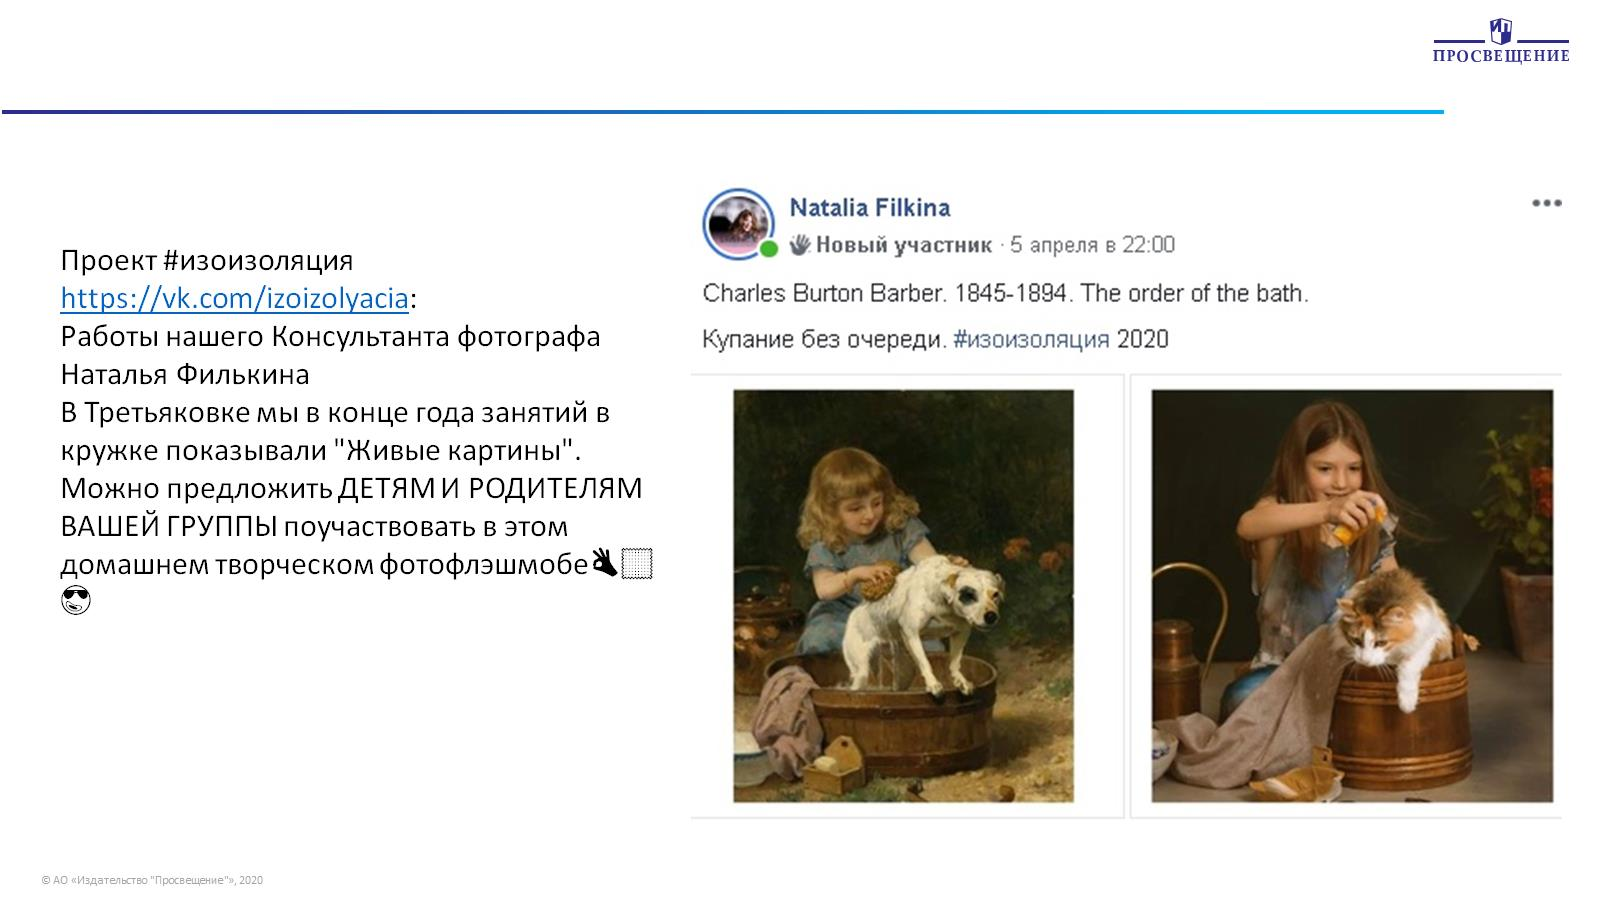 ПРОСВЕЩЕНИЕ
Проект #изоизоляция
https://vk.com/izoizolyacia:
Работы нашего Консультанта фотографа
Наталья Филькина
В Третьяковке мы в конце года занятий в
кружке показывали "Живые картины".
Можно предложить ДЕТЯМ И РОДИТЕЛЯМ
ВАШЕЙ ГРУППЫ поучаствовать в этом
домашнем творческом фотофлэшмобе
Natalia Filkina
Новый участник · 5 апреля в 22:00
Charles Burton Barber. 1845-1894. The order of the bath.
Купание без очереди. #изоизоляция 2020
© АО «Издательство "Просвещение"», 2020